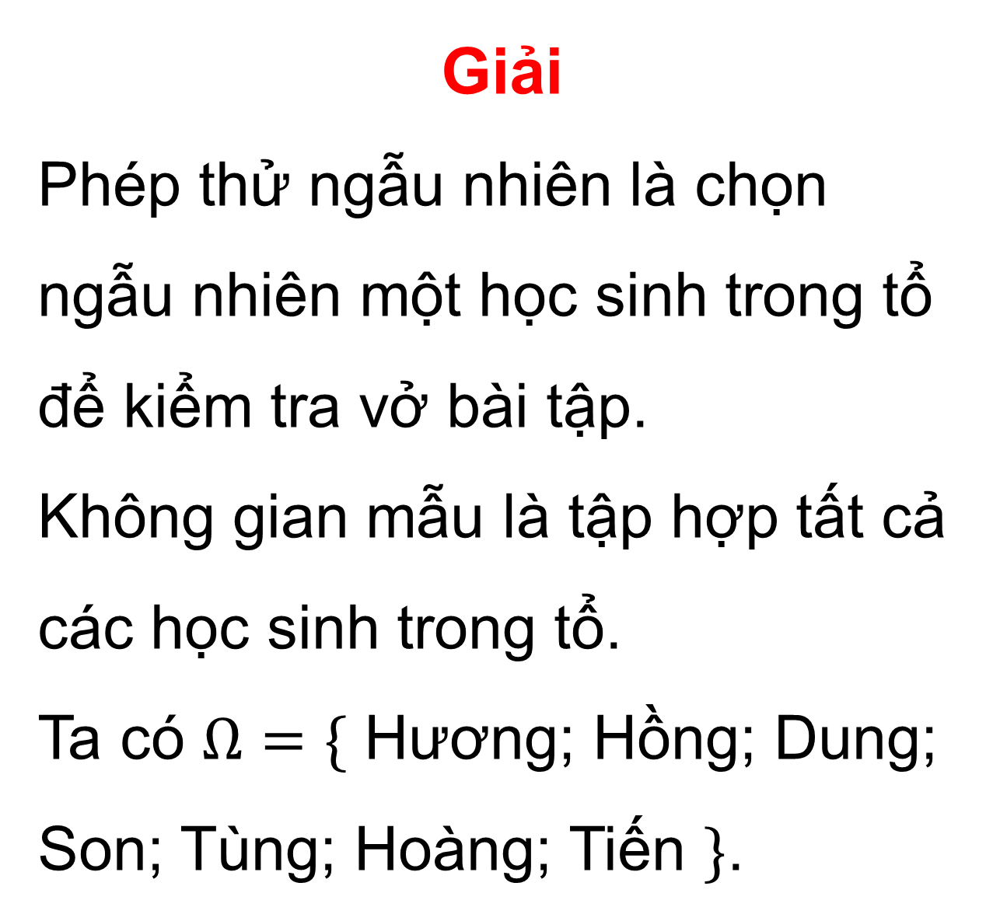 Giải
Phép thử ngẫu nhiên là chọn
ngẫu nhiên một học sinh trong tổ
để kiểm tra vở bài tập.
Không gian mẫu là tập hợp tất cả
các học sinh trong tổ.
Ta có Ω = { Hương; Hồng; Dung;
Son; Tùng; Hoàng; Tiến }.